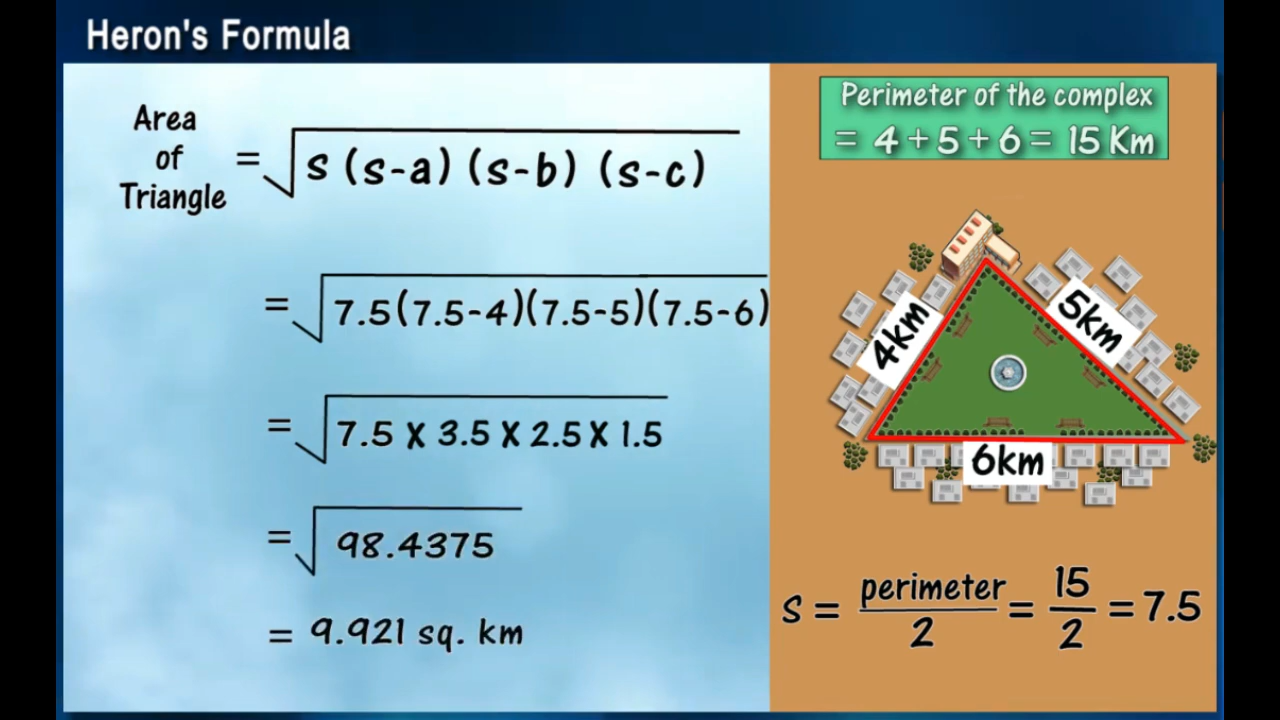 Heron's Formula
Area
of
Triangle
= √s (s-a) (s-b) (s-c)
= √7.5(7.5-4)(7.5-5)(7.5-6)
= √7.5 x 3.5 x 2.5 x 1.5
= √98.4375
= 9.921 sq. km
Perimeter of the complex
= 4 + 5 + 6 = 15 Km
4km
5km
6km
S = perimeter/2 = 15/2 = 7.5